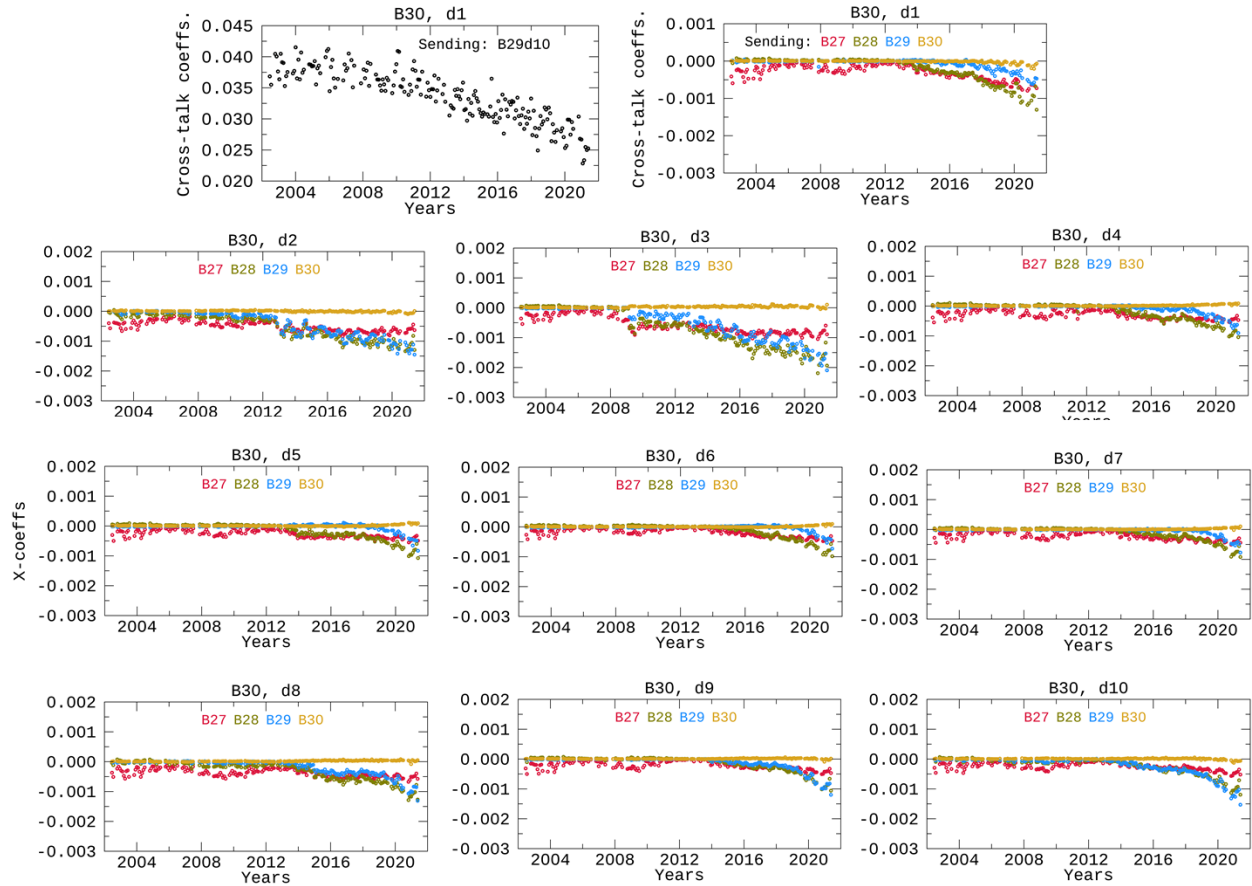 B30, d1
Cross-talk coeffs.
0.045
0.040
0.035
0.030
0.025
0.020
Sending: B29d10
2004 2008 2012 2016 2020
Years
B30, d1
Cross-talk coeffs.
0.001
0.000
-0.001
-0.002
-0.003
Sending: B27 B28 B29 B30
2004 2008 2012 2016 2020
Years
B30, d2
0.002
0.001
0.000
-0.001
-0.002
-0.003
B27 B28 B29 B30
2004 2008 2012 2016 2020
B30, d3
0.002
0.001
0.000
-0.001
-0.002
-0.003
B27 B28 B29 B30
2004 2008 2012 2016 2020
B30, d4
0.002
0.001
0.000
-0.001
-0.002
-0.003
B27 B28 B29 B30
2004 2008 2012 2016 2020
B30, d5
X-coeffs
0.002
0.001
0.000
-0.001
-0.002
-0.003
B27 B28 B29 B30
2004 2008 2012 2016 2020
Years
B30, d6
0.002
0.001
0.000
-0.001
-0.002
-0.003
B27 B28 B29 B30
2004 2008 2012 2016 2020
Years
B30, d7
0.002
0.001
0.000
-0.001
-0.002
-0.003
B27 B28 B29 B30
2004 2008 2012 2016 2020
Years
B30, d8
0.002
0.001
0.000
-0.001
-0.002
-0.003
B27 B28 B29 B30
2004 2008 2012 2016 2020
Years
B30, d9
0.002
0.001
0.000
-0.001
-0.002
-0.003
B27 B28 B29 B30
2004 2008 2012 2016 2020
Years
B30, d10
0.002
0.001
0.000
-0.001
-0.002
-0.003
B27 B28 B29 B30
2004 2008 2012 2016 2020
Years